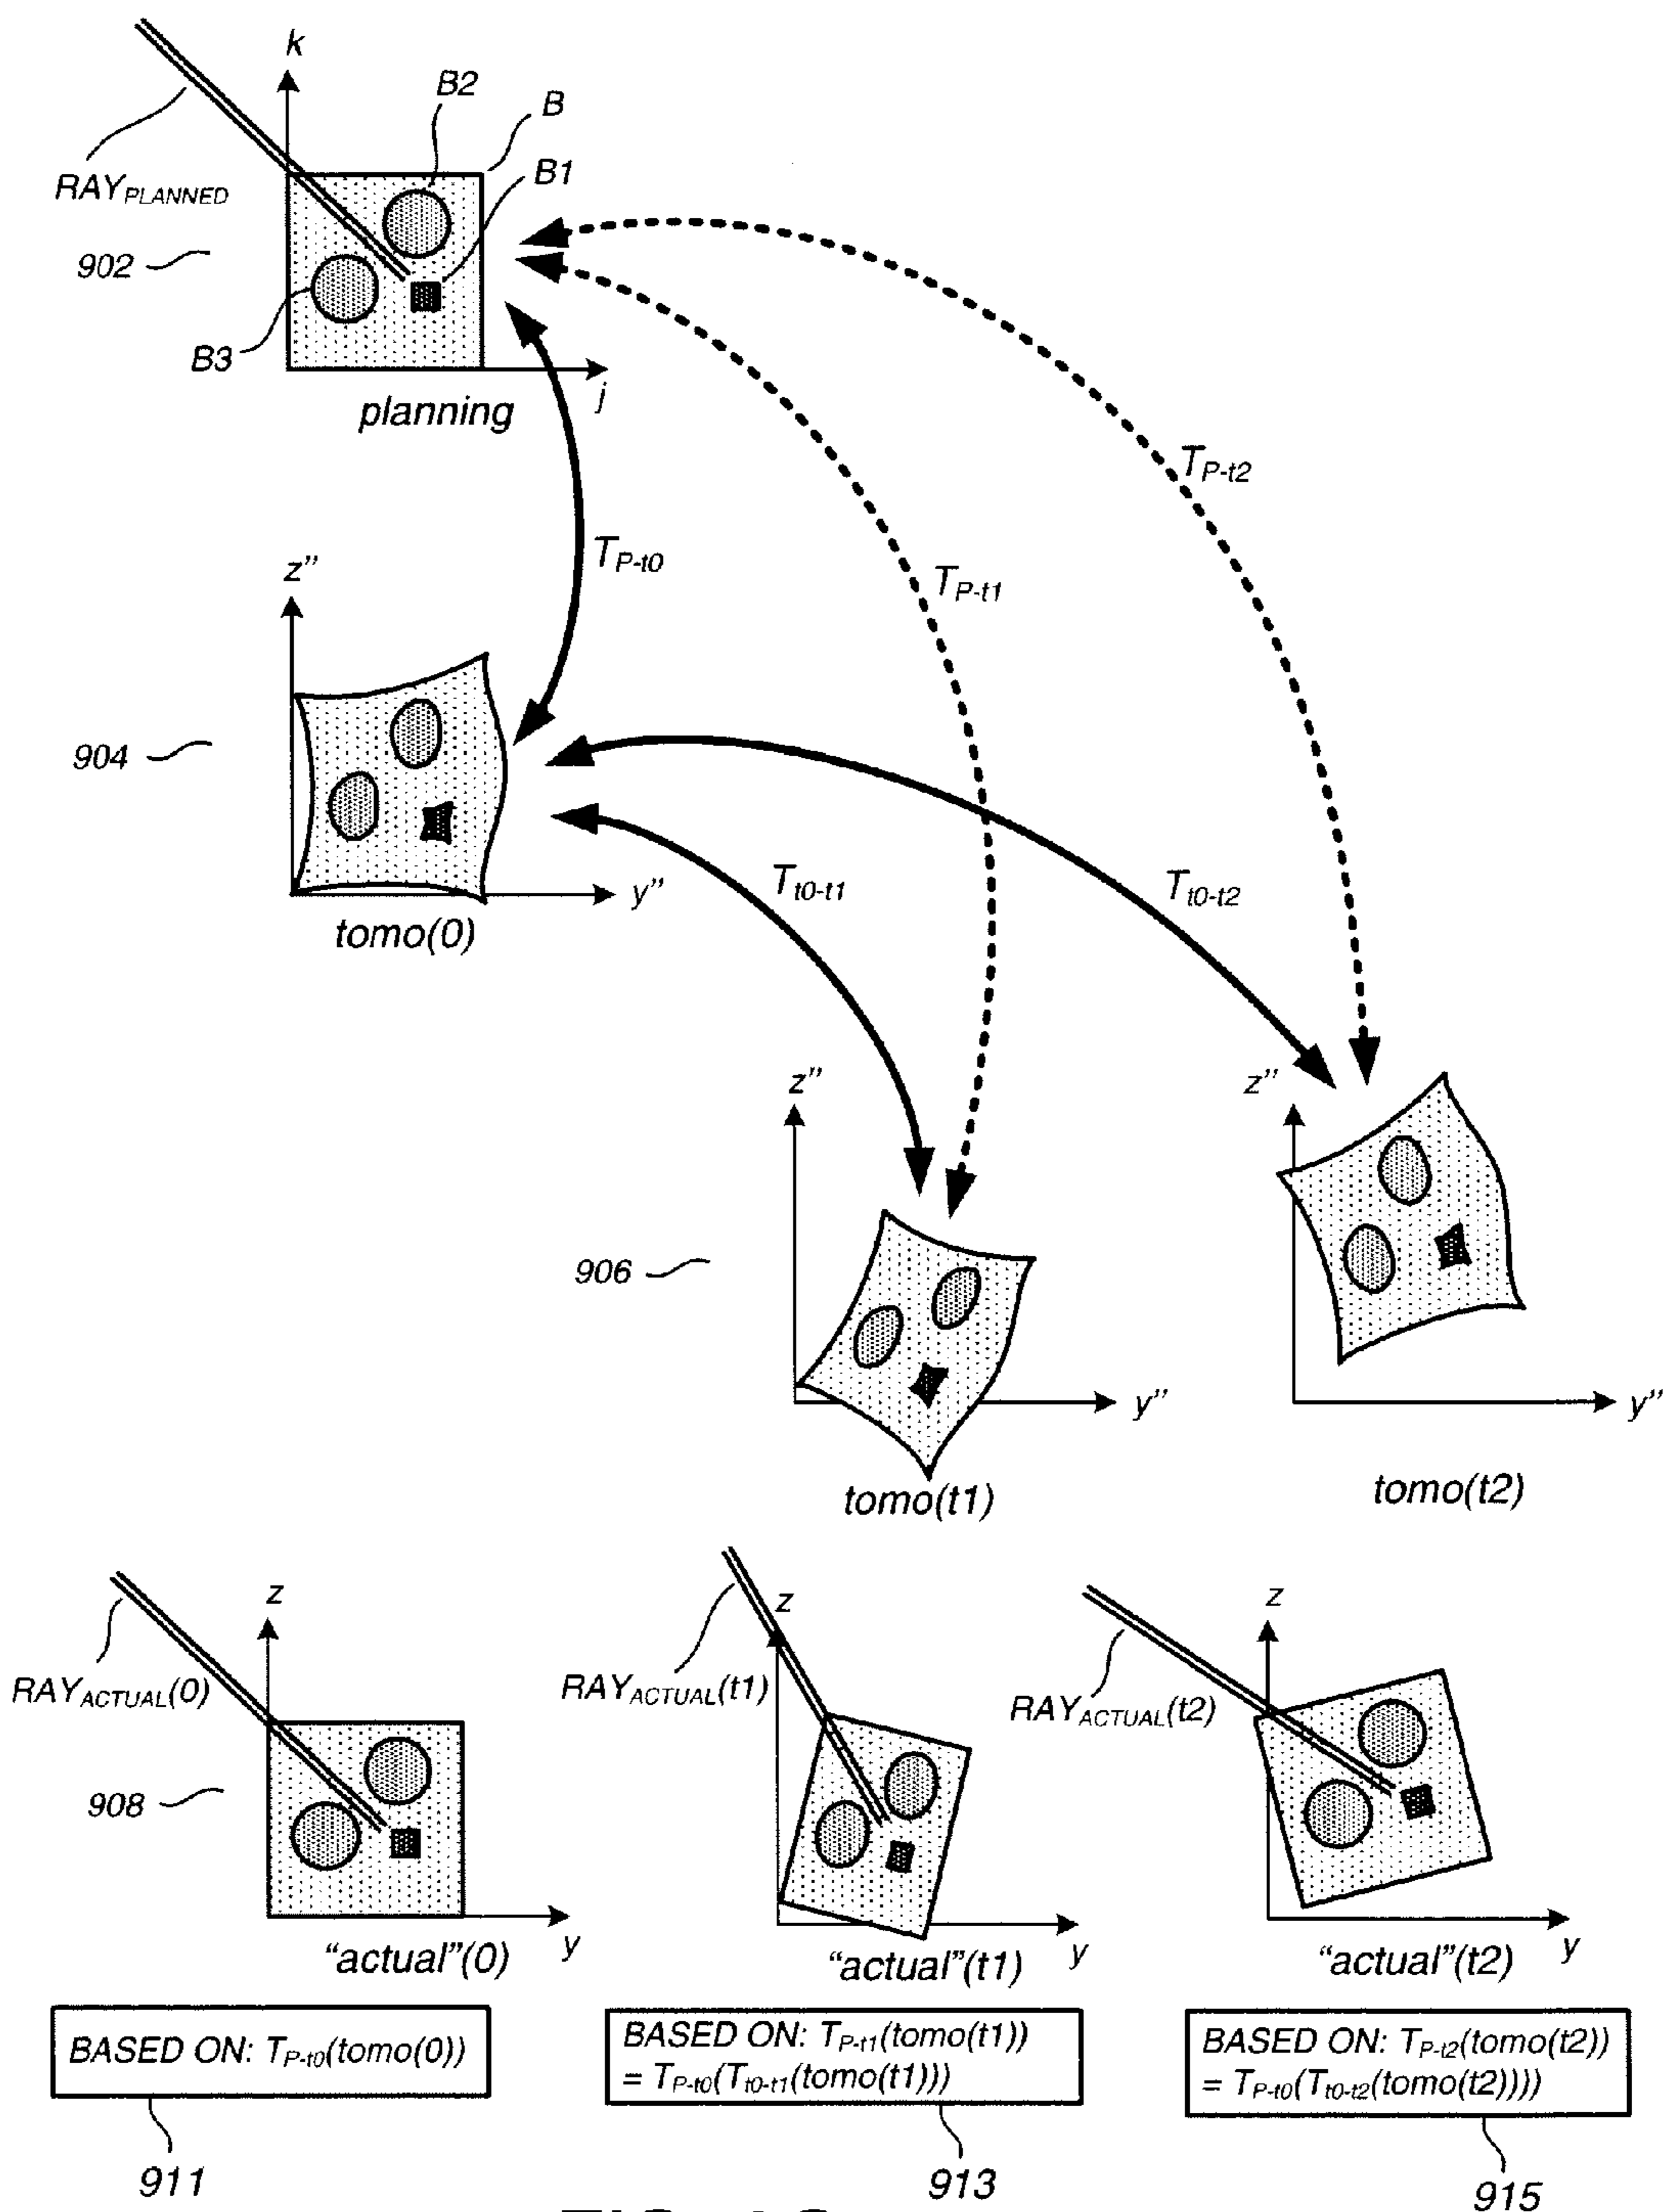 k
B2
B
B1
RAYPLANNED
902
B3
j
planning
TP-t2
TP-t0
TP-t1
z”
904
Tt0-t1
Tt0-t2
y”
tomo(0)
z”
z”
906
y”
y”
tomo(t1)
tomo(t2)
z
z
z
RAYACTUAL(0)
RAYACTUAL(t1)
RAYACTUAL(t2)
908
y
y
y
“actual”(0)
“actual”(t1)
“actual”(t2)
BASED ON: TP-t0(tomo(0))
BASED ON: TP-t1(tomo(t1))
= TP-t0(Tt0-t1(tomo(t1)))
BASED ON: TP-t2(tomo(t2))
= TP-t0(Tt0-t2(tomo(t2))))
911
913
915